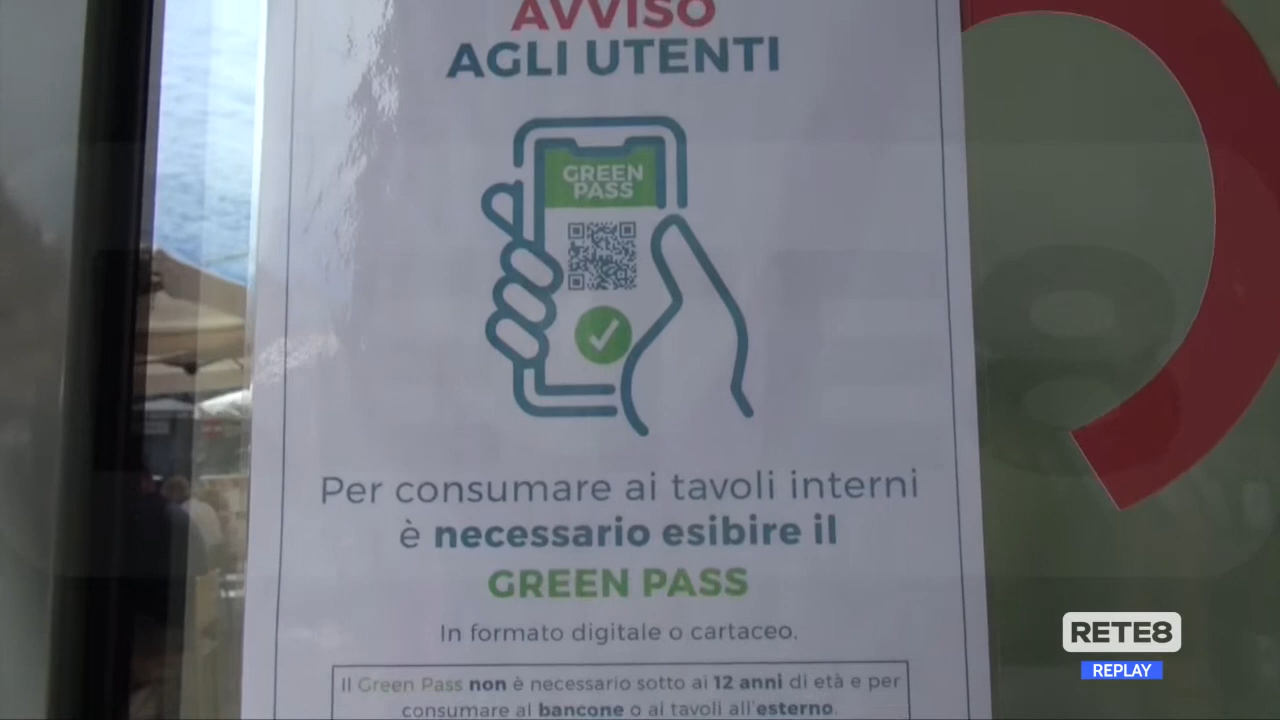 AVVISO
AGLI UTENTI
GREEN
PASS
Per consumare ai tavoli interni
è necessario esibire il
GREEN PASS
In formato digitale o cartaceo.
Il Green Pass non è necessario sotto ai 12 anni di età e per
consumare al bancone o ai tavoli all'esterno.
RETE8
REPLAY